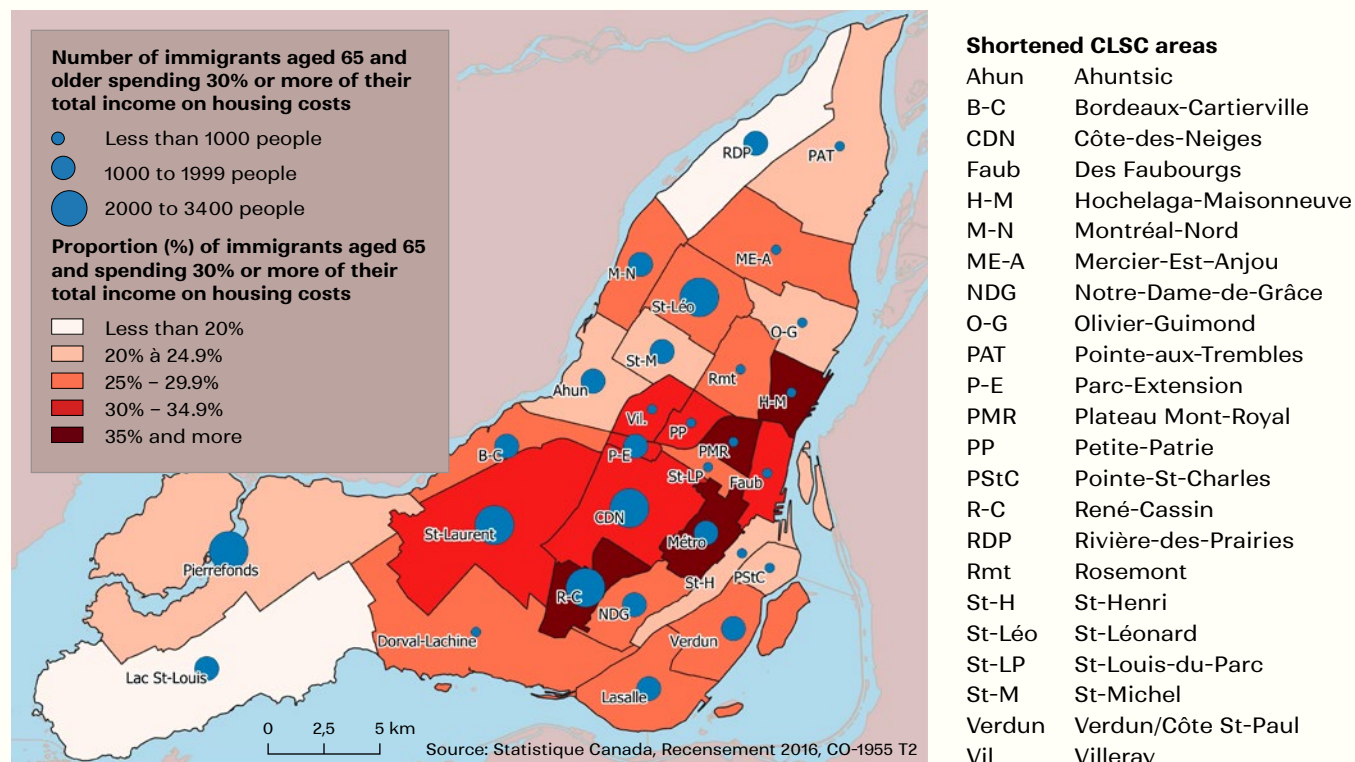 Number of immigrants aged 65 and
older spending 30% or more of their
total income on housing costs
Less than 1000 people
1000 to 1999 people
2000 to 3400 people
Proportion (%) of immigrants aged 65
and spending 30% or more of their
total income on housing costs
Less than 20%
20% à 24.9%
25% – 29.9%
30% – 34.9%
35% and more
RDP
PAT
M-N
ME-A
St-Léo
O-G
St-M
Rmt
Ahun
H-M
Vil.
PP
B-C
P-E
PMR
St-LP
Faub
CDN
St-Laurent
Métro
Pierrefonds
St-H
PStC
R-C
NDG
Dorval-Lachine
Verdun
Lac St-Louis
Lasalle
0 2,5 5 km
Source: Statistique Canada, Recensement 2016, CO-1955 T2
Shortened CLSC areas
Ahun Ahuntsic
B-C Bordeaux-Cartierville
CDN Côte-des-Neiges
Faub Des Faubourgs
H-M Hochelaga-Maisonneuve
M-N Montréal-Nord
ME-A Mercier-Est–Anjou
NDG Notre-Dame-de-Grâce
O-G Olivier-Guimond
PAT Pointe-aux-Trembles
P-E Parc-Extension
PMR Plateau Mont-Royal
PP Petite-Patrie
PStC Pointe-St-Charles
R-C René-Cassin
RDP Rivière-des-Prairies
Rmt Rosemont
St-H St-Henri
St-Léo St-Léonard
St-LP St-Louis-du-Parc
St-M St-Michel
Verdun Verdun/Côte St-Paul
Vil Villeray